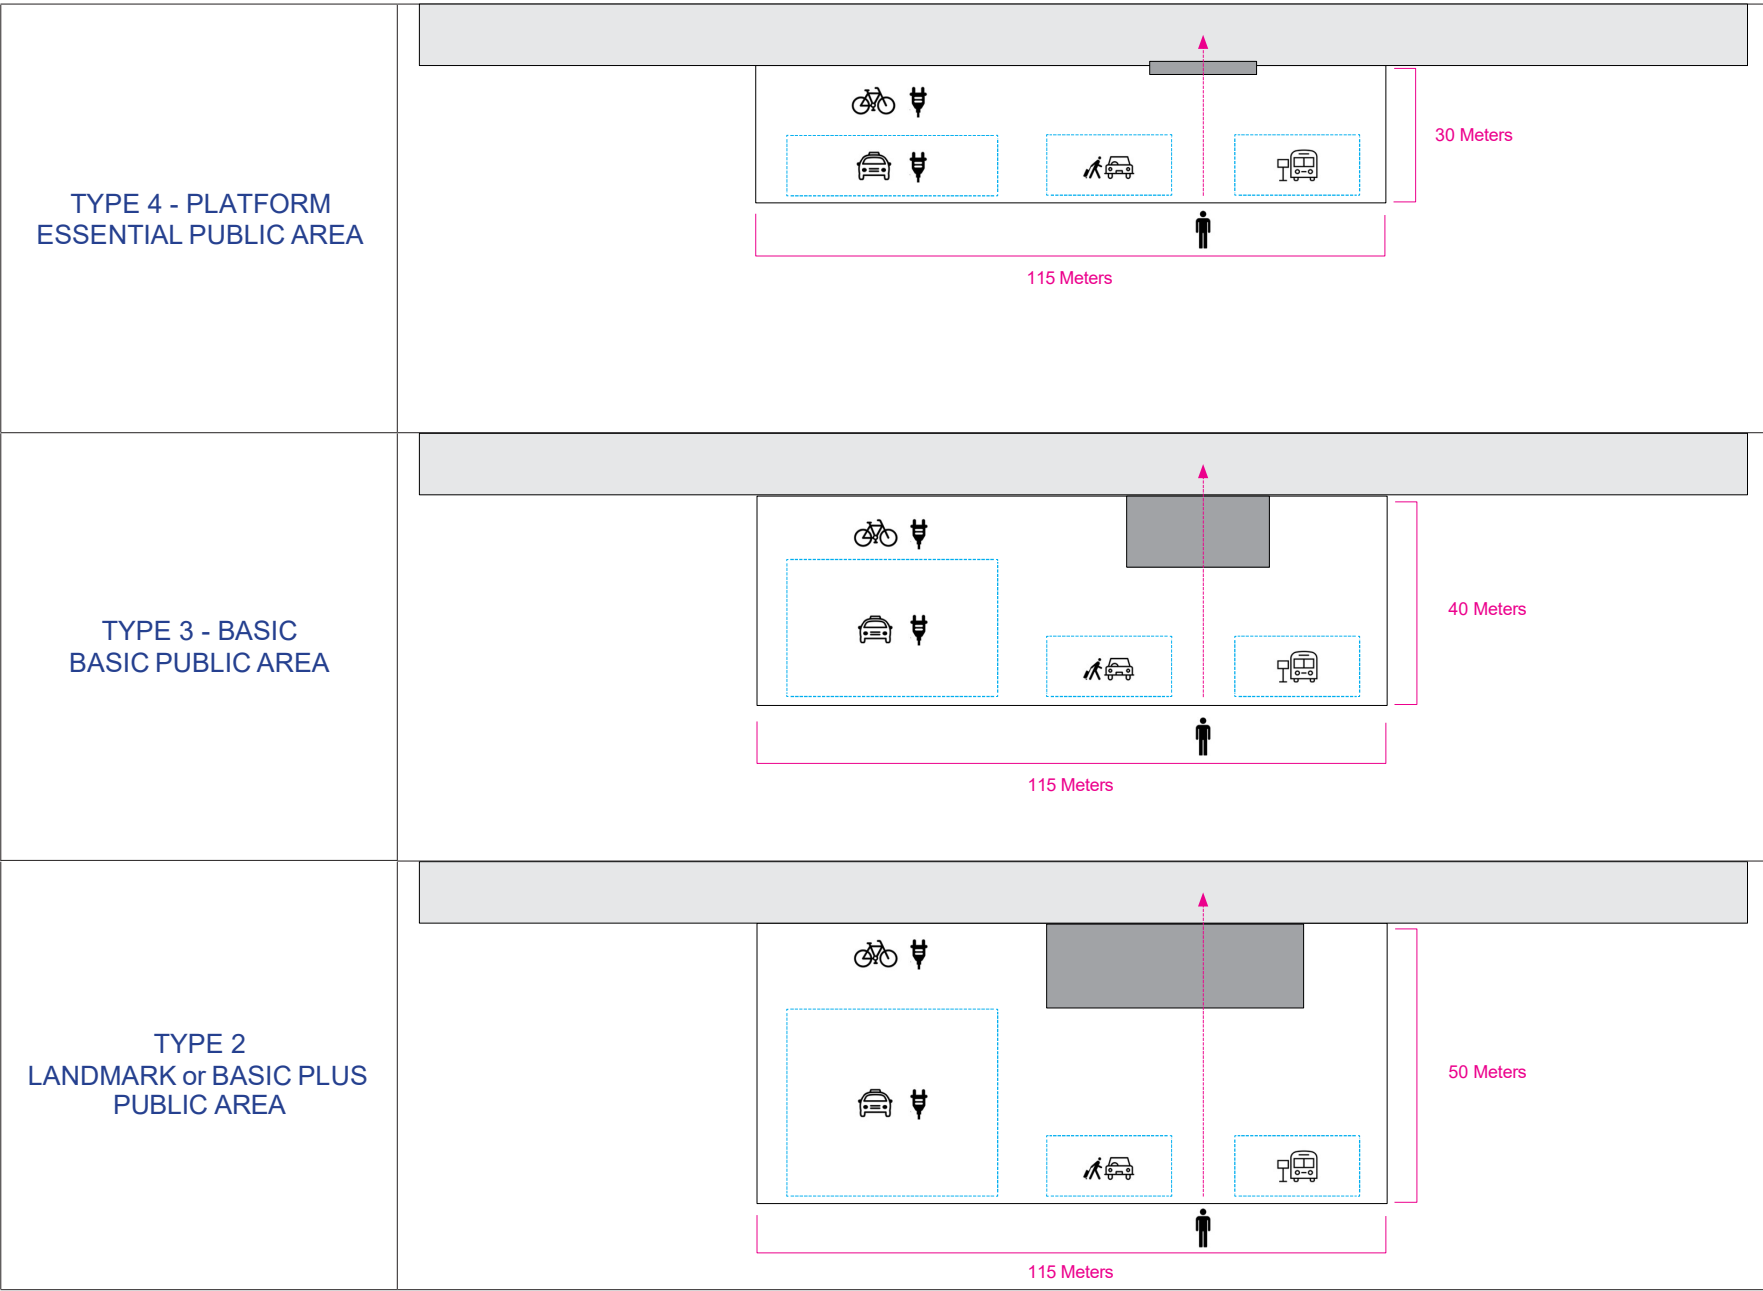 TYPE 4 - PLATFORM
ESSENTIAL PUBLIC AREA
30 Meters
115 Meters
TYPE 3 - BASIC
BASIC PUBLIC AREA
40 Meters
115 Meters
TYPE 2
LANDMARK or BASIC PLUS
PUBLIC AREA
50 Meters
115 Meters